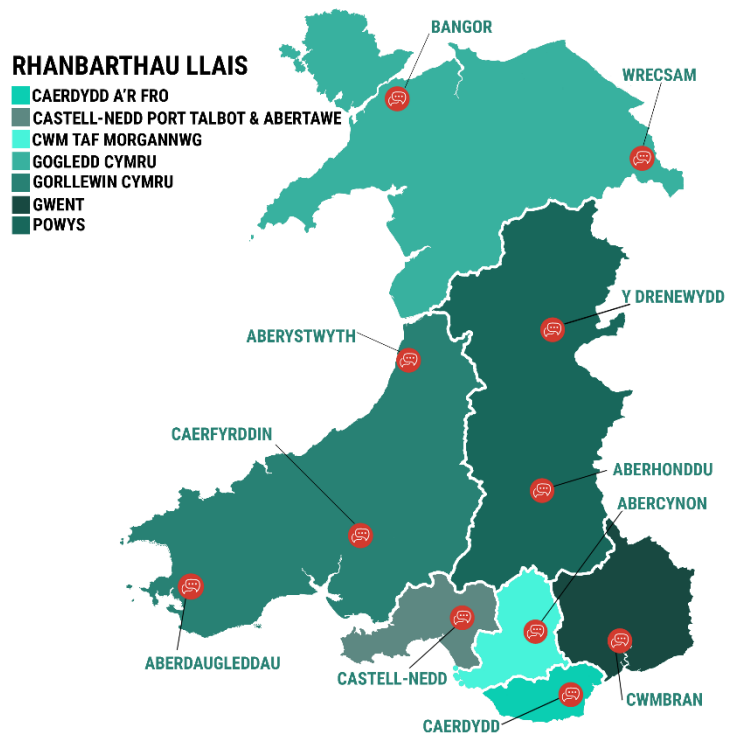 RHANBARTHAU LLAIS
CAERDYDD A'R FRO
CASTELL-NEDD PORT TALBOT & ABERTAWE
CWM TAF MORGANNWG
GOGLEDD CYMRU
GORLLEWIN CYMRU
GWENT
POWYS
BANGOR
WRECSAM
Y DRENEWYDD
ABERYSTWYTH
CAERFYRDDIN
ABERHONDDU
ABERCYNON
ABERDAUGLEDDAU
CASTELL-NEDD
CWMBRAN
CAERDYDD